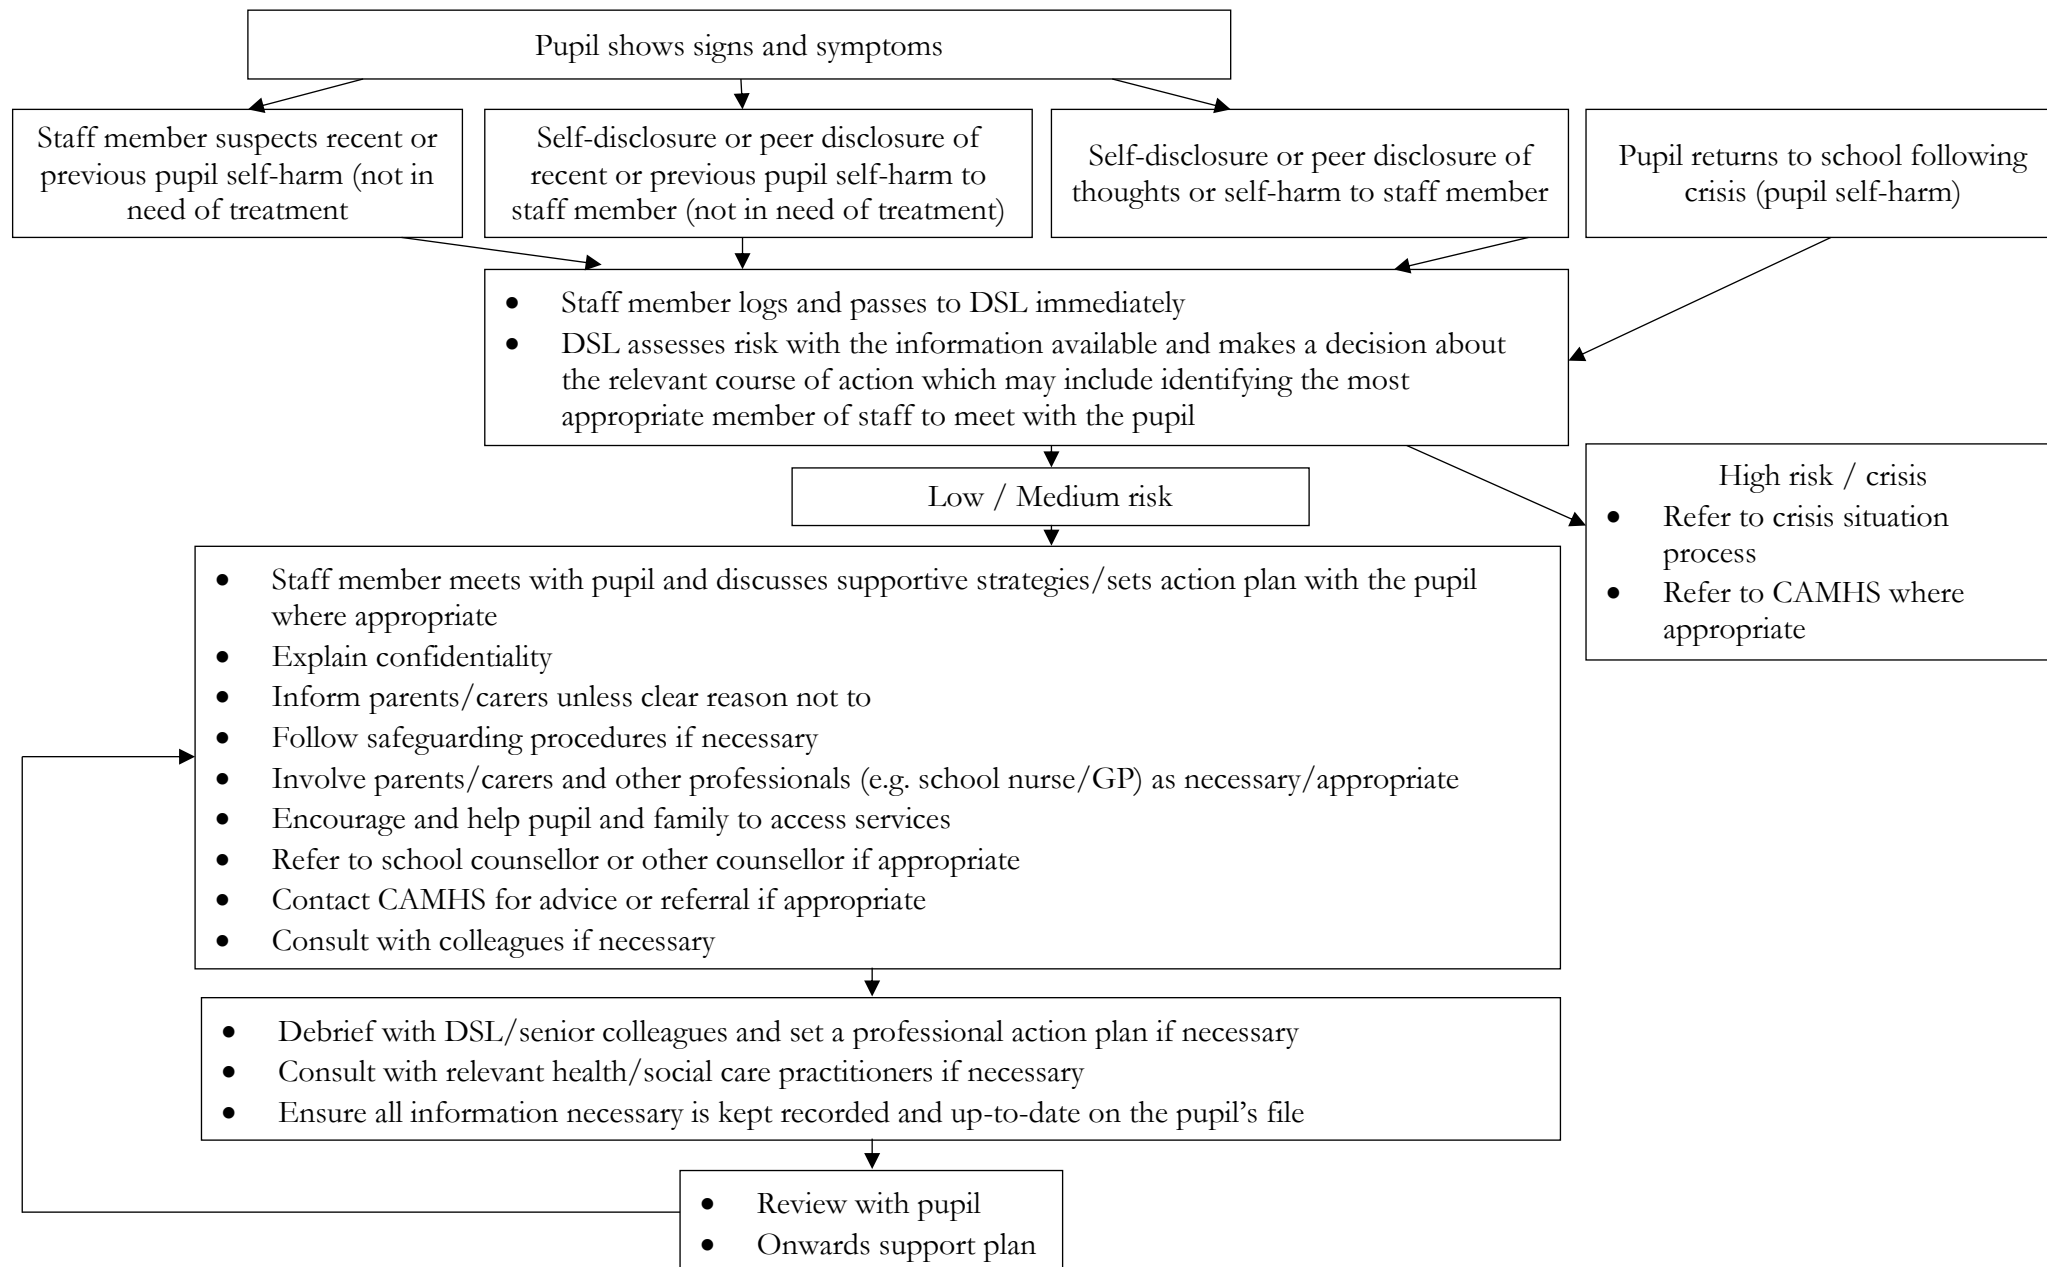 Pupil shows signs and symptoms
Staff member suspects recent or
previous pupil self-harm (not in
need of treatment
Self-disclosure or peer disclosure of
recent or previous pupil self-harm to
staff member (not in need of treatment)
Self-disclosure or peer disclosure of
thoughts or self-harm to staff member
Pupil returns to school following
crisis (pupil self-harm)
• Staff member logs and passes to DSL immediately
• DSL assesses risk with the information available and makes a decision about
the relevant course of action which may include identifying the most
appropriate member of staff to meet with the pupil
Low / Medium risk
High risk / crisis
• Refer to crisis situation
process
• Refer to CAMHS where
appropriate
• Staff member meets with pupil and discusses supportive strategies/sets action plan with the pupil
where appropriate
• Explain confidentiality
• Inform parents/carers unless clear reason not to
• Follow safeguarding procedures if necessary
• Involve parents/carers and other professionals (e.g. school nurse/GP) as necessary/appropriate
• Encourage and help pupil and family to access services
• Refer to school counsellor or other counsellor if appropriate
• Contact CAMHS for advice or referral if appropriate
• Consult with colleagues if necessary
• Debrief with DSL/senior colleagues and set a professional action plan if necessary
• Consult with relevant health/social care practitioners if necessary
• Ensure all information necessary is kept recorded and up-to-date on the pupil's file
• Review with pupil
• Onwards support plan